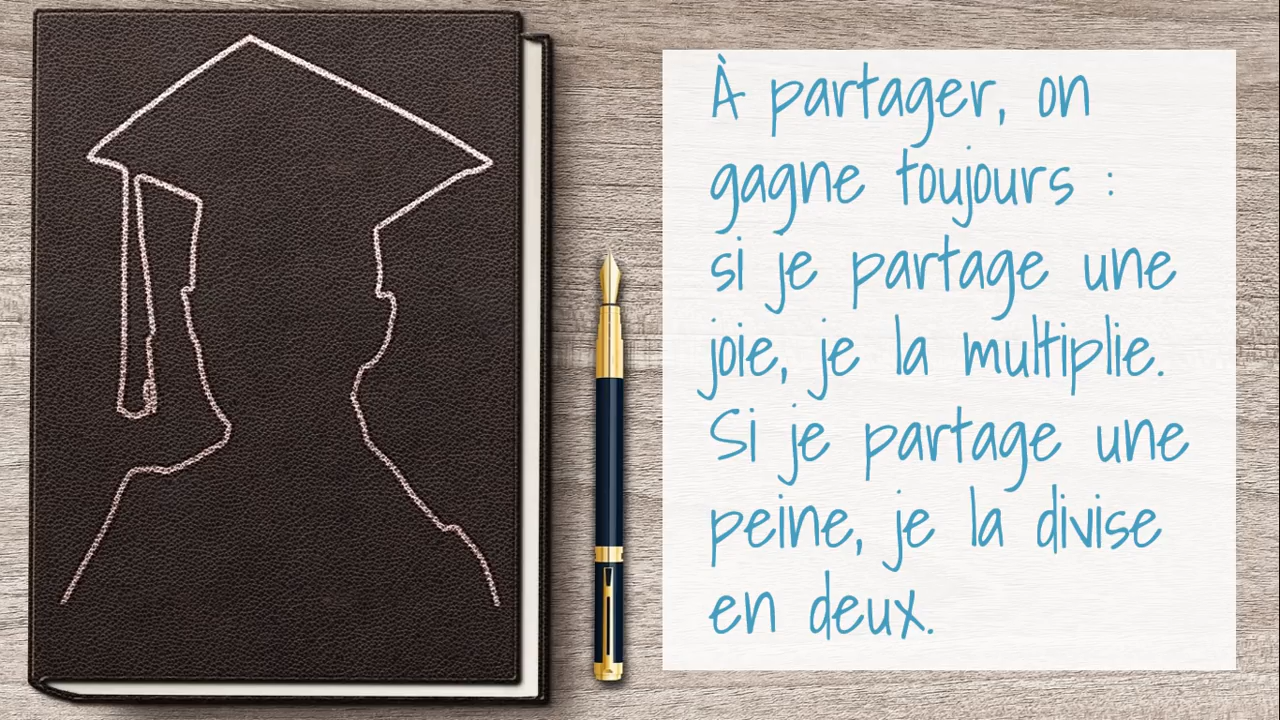 À partager, on
gagne toujours :
si je partage une
joie, je la multiplie.
Si je partage une
peine, je la divise
en deux.